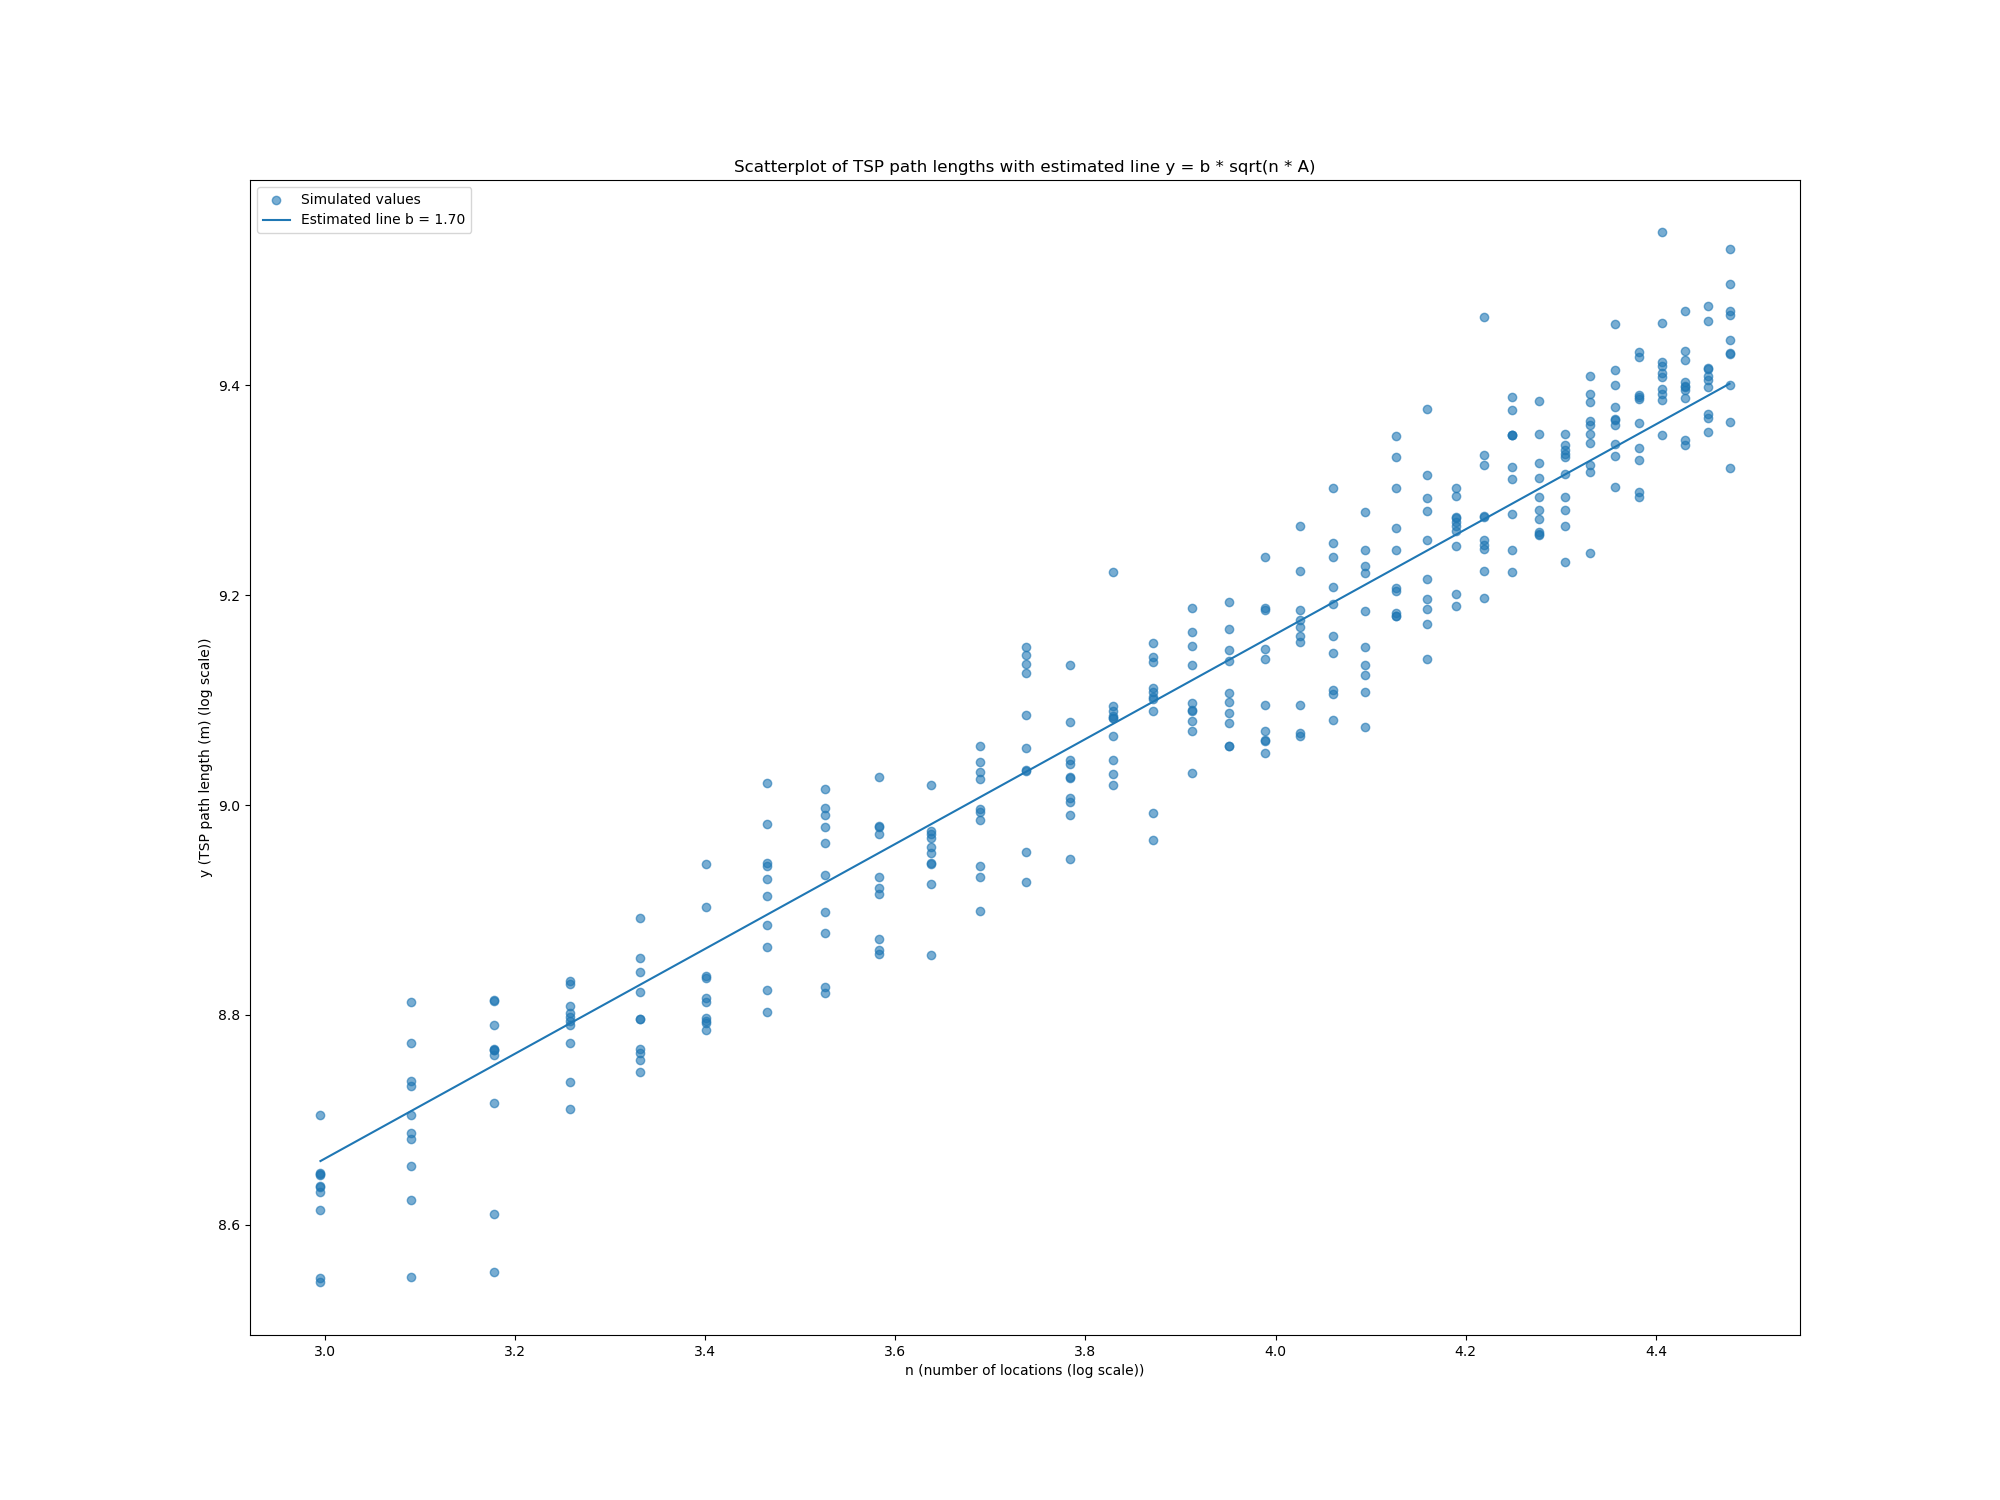 Scatterplot of TSP path lengths with estimated line y = b * sqrt(n * A)
Simulated values
Estimated line b = 1.70
y (TSP path length (m) (log scale))
9.4
9.2
9.0
8.8
8.6
3.0 3.2 3.4 3.6 3.8 4.0 4.2 4.4
n (number of locations (log scale))